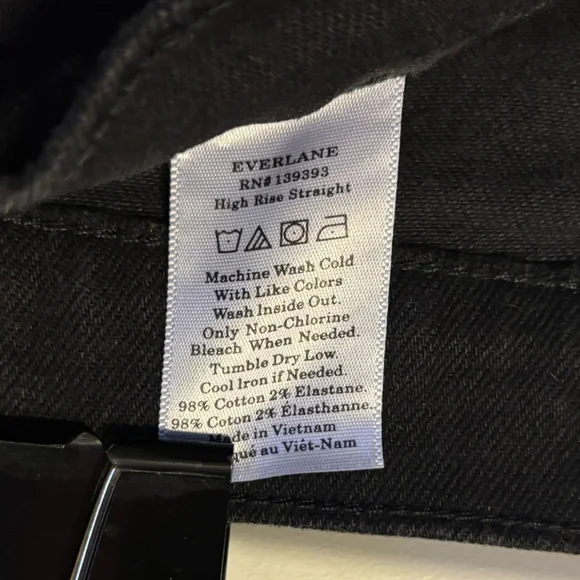 EVERLANE
RN# 139393
High Rise Straight
Machine Wash Cold
With Like Colors
Wash Inside Out.
Only Non-Chlorine
Bleach When Needed.
Tumble Dry Low.
Cool Iron if Needed.
98% Cotton 2% Elastane.
98% Coton 2% Elasthanne.
Made in Vietnam
qué au Viêt-Nam